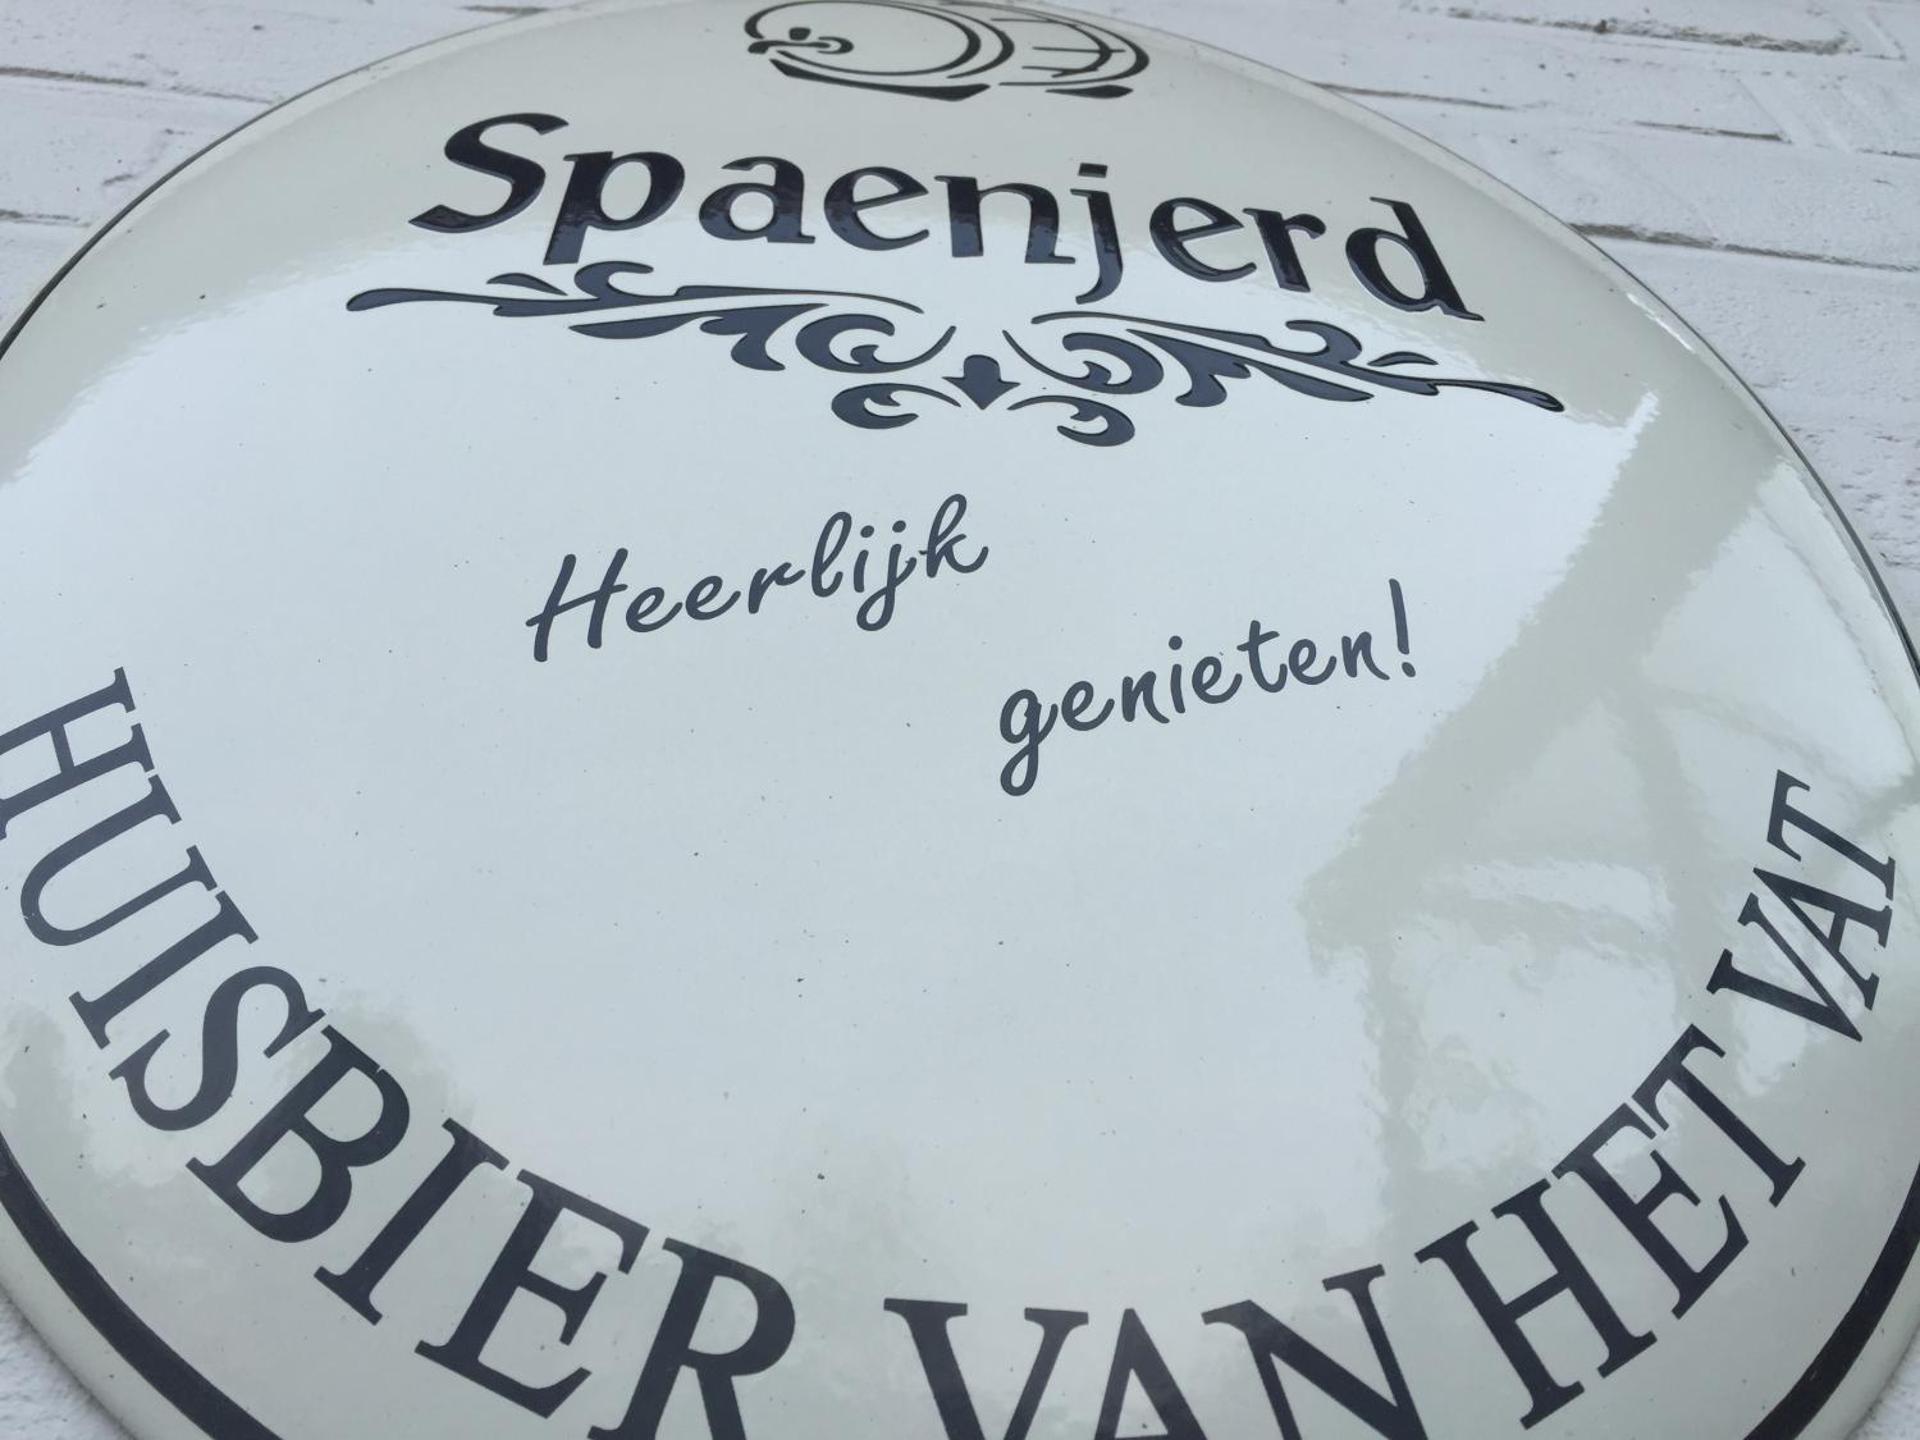 Spaenjerd
Heerlijk
genieten!
HUISBIER VAN HET VAT